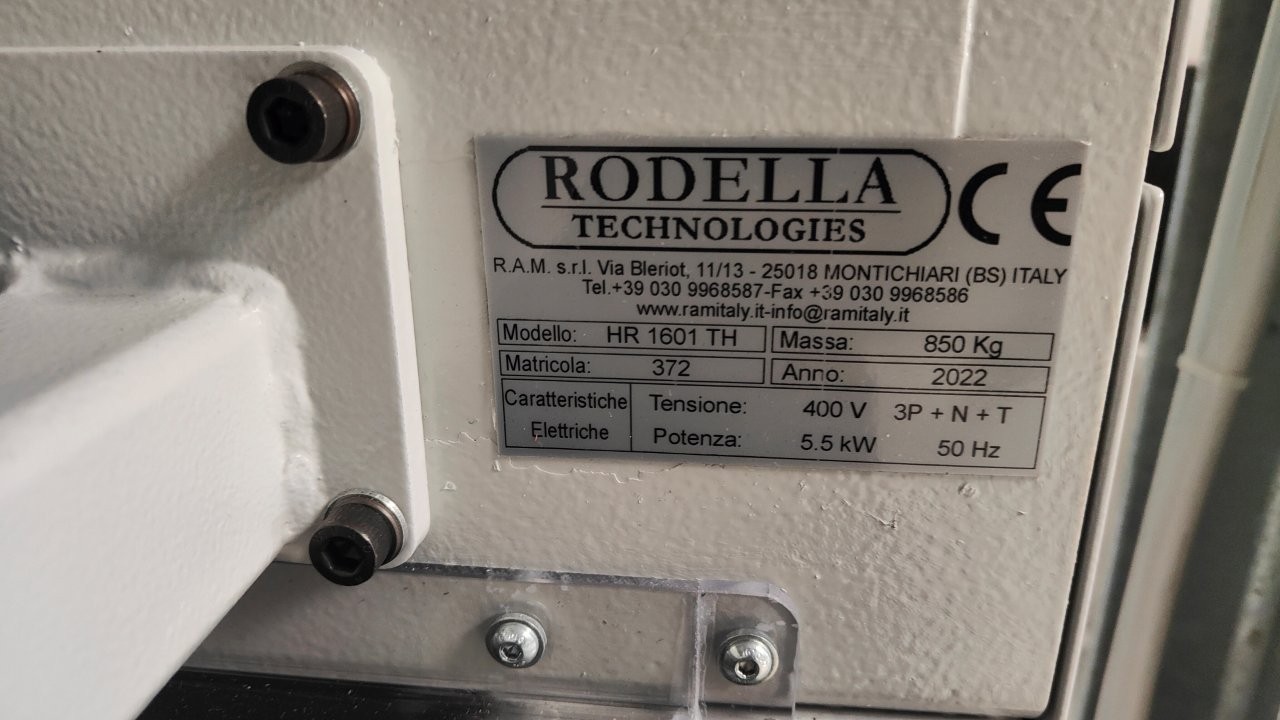 RODELLA
TECHNOLOGIES
CE
R.A.M. s.r.l. Via Bleriot, 11/13 - 25018 MONTICHIARI (BS) ITALY
Tel.+39 030 9968587-Fax +39 030 9968586
www.ramitaly.it-info@ramitaly.it
Modello: HR 1601 TH Massa: 850 Kg
Matricola: 372 Anno: 2022
Caratteristiche Tensione: 400 V 3P + N + T
Elettriche Potenza: 5.5 kW 50 Hz